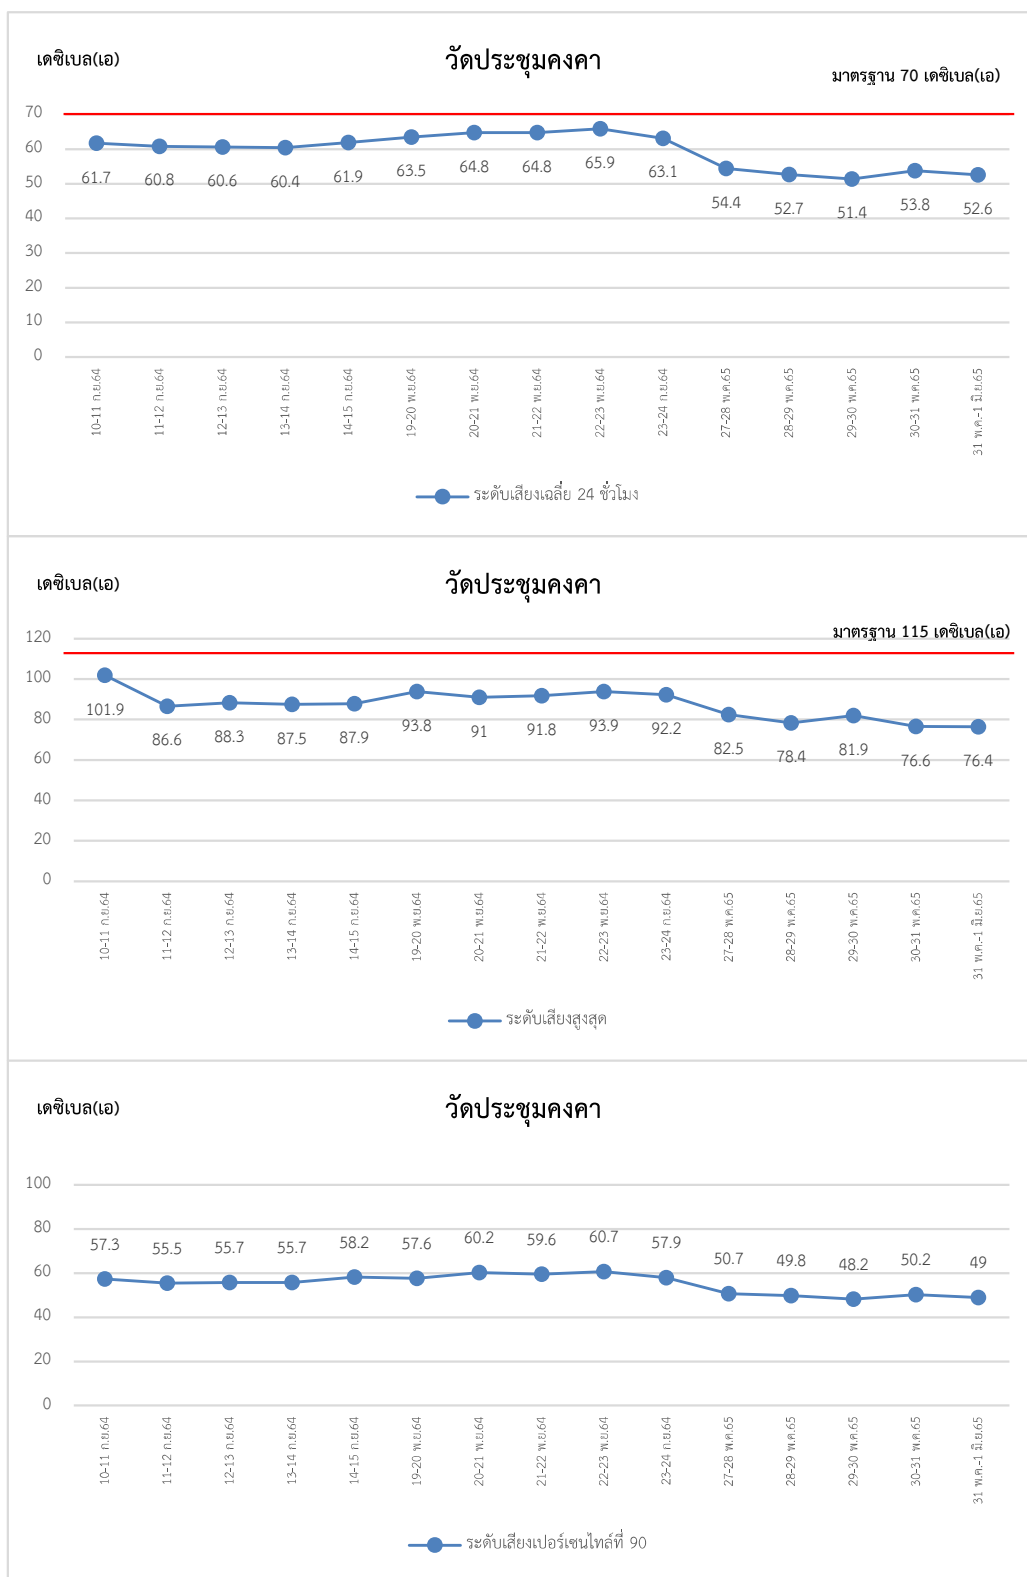 เดซิเบล(เอ)
วัดประชุมคงคา
มาตรฐาน 70 เดซิเบล(เอ)
70
60
50
40
30
20
10
0
61.7 60.8 60.6 60.4 61.9 63.5 64.8 64.8 65.9 63.1 54.4 52.7 51.4 53.8 52.6
10-11 ก.ย.64
11-12 ก.ย.64
12-13 ก.ย.64
13-14 ก.ย.64
14-15 ก.ย.64
19-20 พ.ย.64
20-21 พ.ย.64
21-22 พ.ย.64
22-23 พ.ย.64
23-24 ก.ย.64
27-28 พ.ค.65
28-29 พ.ค.65
29-30 พ.ค.65
30-31 พ.ค.65
31 พ.ค.-1 มิ.ย.65
ระดับเสียงเฉลี่ย 24 ชั่วโมง
เดซิเบล(เอ)
วัดประชุมคงคา
มาตรฐาน 115 เดซิเบล(เอ)
120
100
80
60
40
20
0
101.9 86.6 88.3 87.5 87.9 93.8 91 91.8 93.9 92.2 82.5 78.4 81.9 76.6 76.4
10-11 ก.ย.64
11-12 ก.ย.64
12-13 ก.ย.64
13-14 ก.ย.64
14-15 ก.ย.64
19-20 พ.ย.64
20-21 พ.ย.64
21-22 พ.ย.64
22-23 พ.ย.64
23-24 ก.ย.64
27-28 พ.ค.65
28-29 พ.ค.65
29-30 พ.ค.65
30-31 พ.ค.65
31 พ.ค.-1 มิ.ย.65
ระดับเสียงสูงสุด
เดซิเบล(เอ)
วัดประชุมคงคา
100
80
60
40
20
0
57.3 55.5 55.7 55.7 58.2 57.6 60.2 59.6 60.7 57.9 50.7 49.8 48.2 50.2 49
10-11 ก.ย.64
11-12 ก.ย.64
12-13 ก.ย.64
13-14 ก.ย.64
14-15 ก.ย.64
19-20 พ.ย.64
20-21 พ.ย.64
21-22 พ.ย.64
22-23 พ.ย.64
23-24 ก.ย.64
27-28 พ.ค.65
28-29 พ.ค.65
29-30 พ.ค.65
30-31 พ.ค.65
31 พ.ค.-1 มิ.ย.65
ระดับเสียงเปอร์เซนไทล์ที่ 90